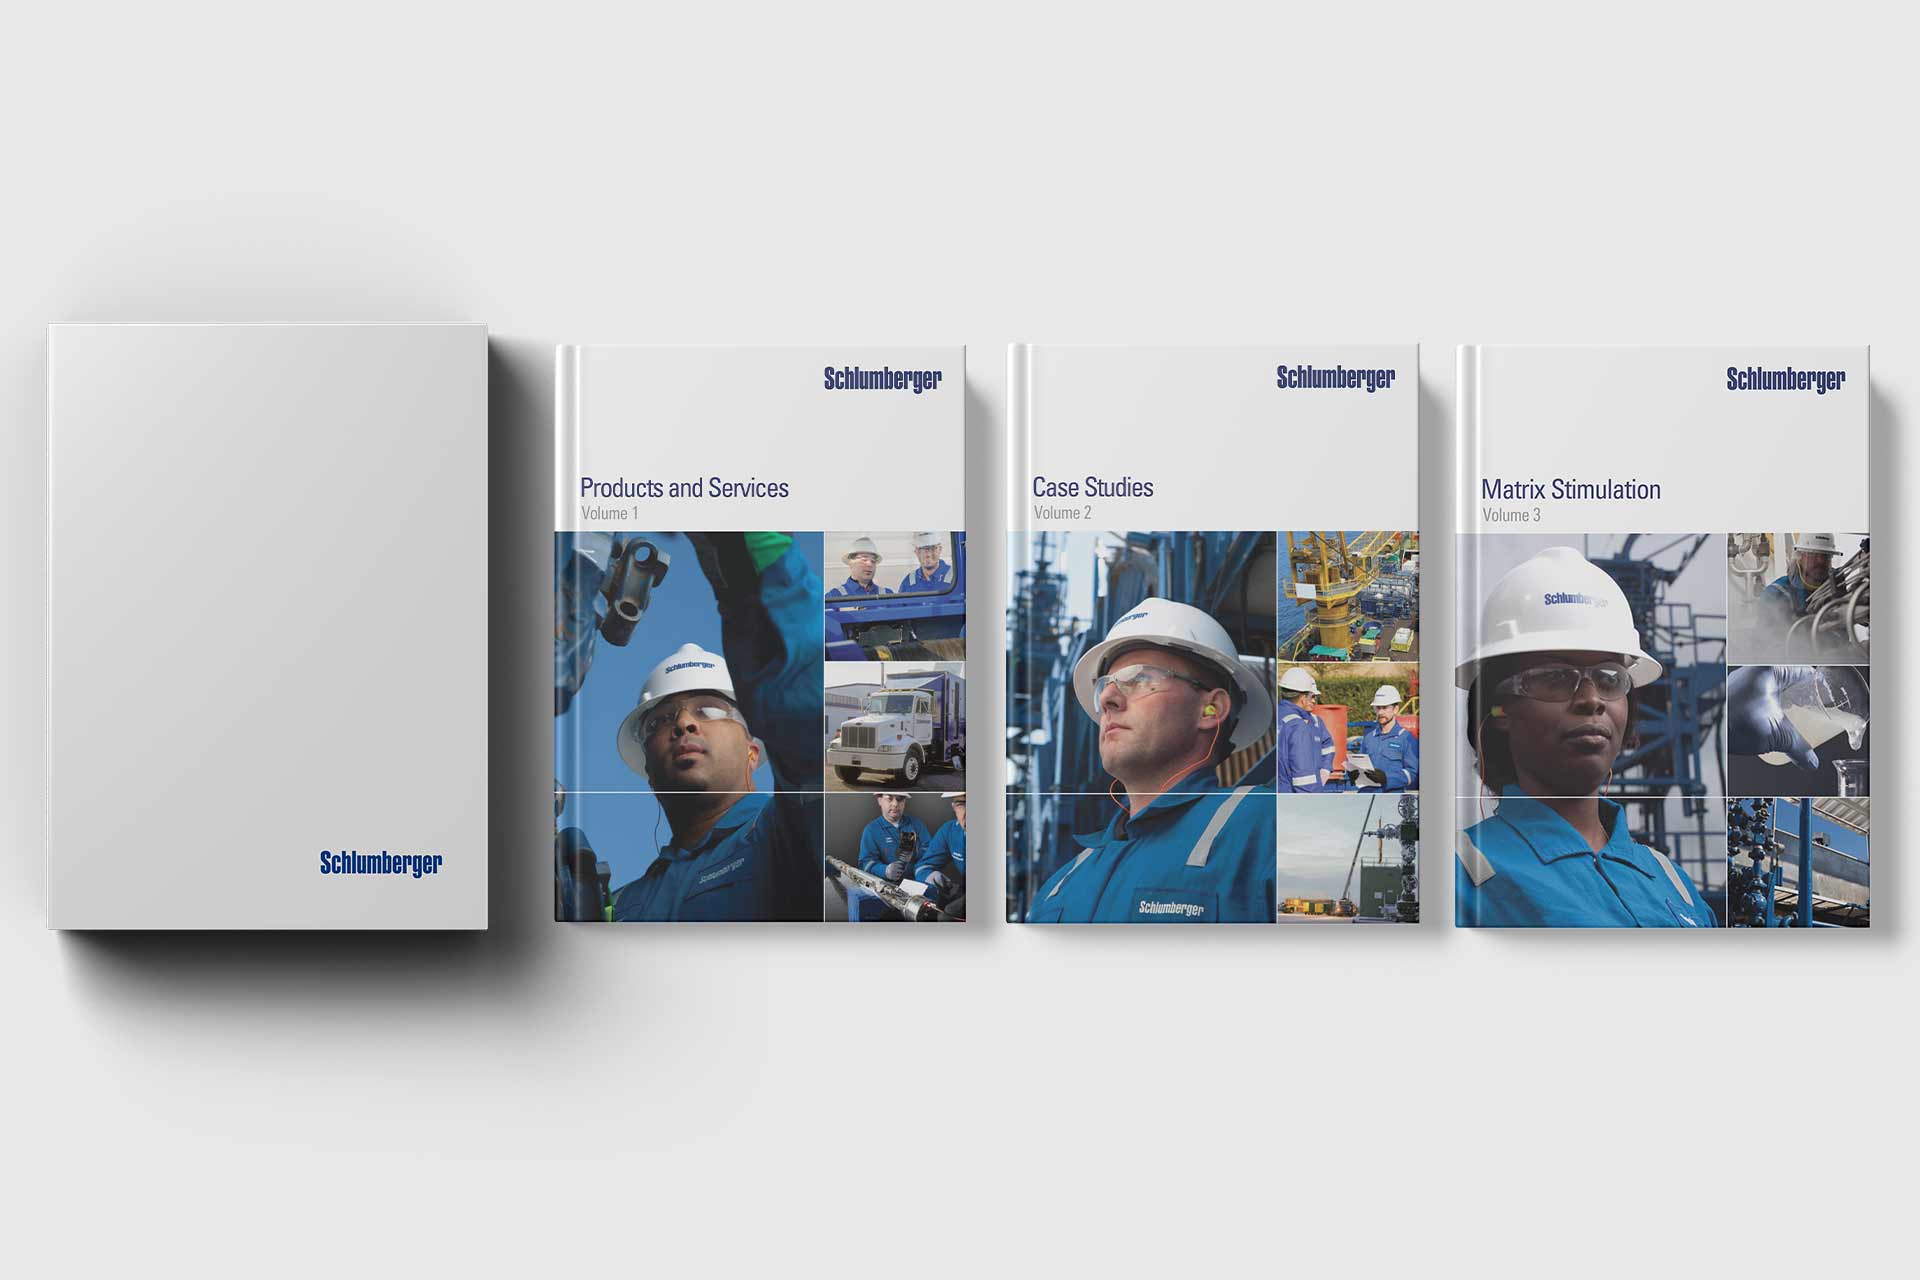 Schlumberger
Schlumberger
Products and Services
Volume 1
Schlumberger
Schlumberger
Schlumberger
Case Studies
Volume 2
Schlumberger
Schlumberger
Matrix Stimulation
Volume 3
Schlumberger